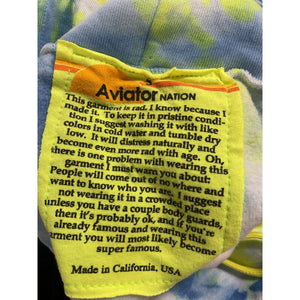 Aviator NATION
This garment is rad. I know because I
made it. To keep it in pristine condi-
tion I suggest washing it with like
colors in cold water and tumble dry
low. It will distress naturally and
become even more rad with age. Oh,
there is one problem with wearing this
garment I must warn you about:
People will come out of no where and
want to know who you are. I suggest
not wearing it in a crowded place
unless you have a couple body guards,
then it's probably ok, and if you're
already famous and wearing this
garment you will most likely become
super famous.
Made in California, USA